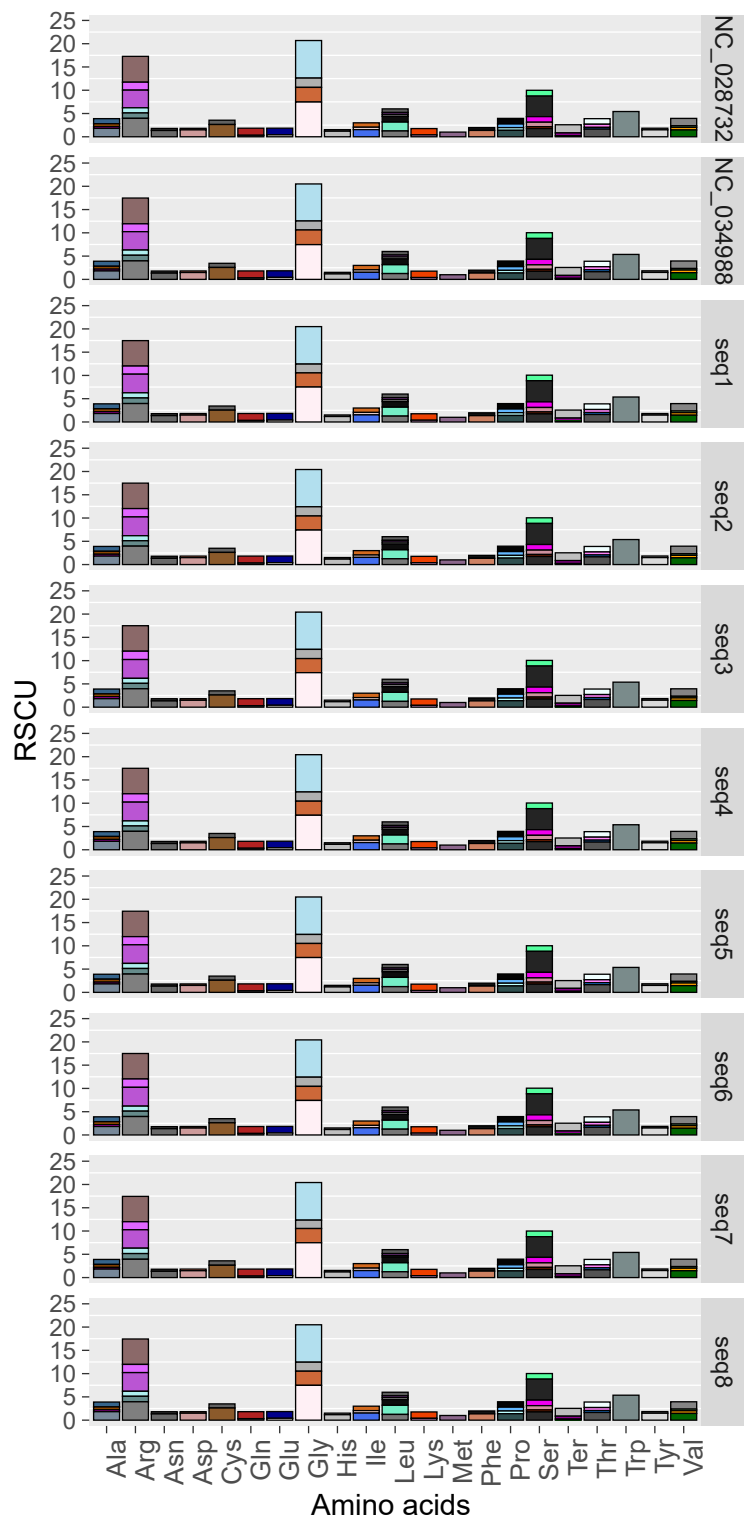 RSCU
25
20
15
10
5
0
NC_028732
25
20
15
10
5
0
NC_034988
25
20
15
10
5
0
seq1
25
20
15
10
5
0
seq2
25
20
15
10
5
0
seq3
25
20
15
10
5
0
seq4
25
20
15
10
5
0
seq5
25
20
15
10
5
0
seq6
25
20
15
10
5
0
seq7
25
20
15
10
5
0
seq8
Ala
Arg
Asn
Asp
Cys
Gln
Glu
Gly
His
Ile
Leu
Lys
Met
Phe
Pro
Ser
Ter
Thr
Trp
Tyr
Val
Amino acids